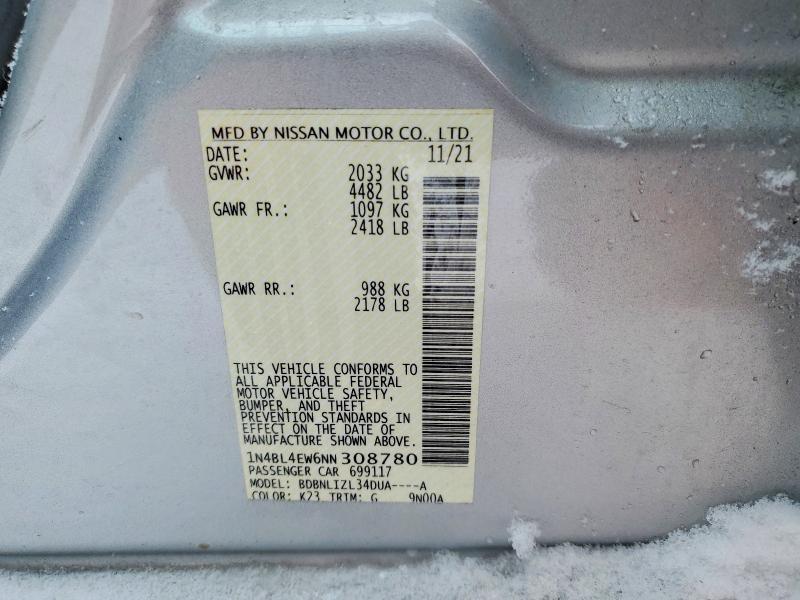 MFD BY NISSAN MOTOR CO., LTD.
DATE: 11/21
GVWR: 2033 KG
4482 LB
GAWR FR.: 1097 KG
2418 LB
GAWR RR.: 988 KG
2178 LB
THIS VEHICLE CONFORMS TO
ALL APPLICABLE FEDERAL
MOTOR VEHICLE SAFETY,
BUMPER, AND THEFT
PREVENTION STANDARDS IN
EFFECT ON THE DATE OF
MANUFACTURE SHOWN ABOVE.
1N4BL4EW6NN308780
PASSENGER CAR 699117
MODEL: BDBNLIZL34DUA----A
COLOR: K23 TRIM: G 9N00A